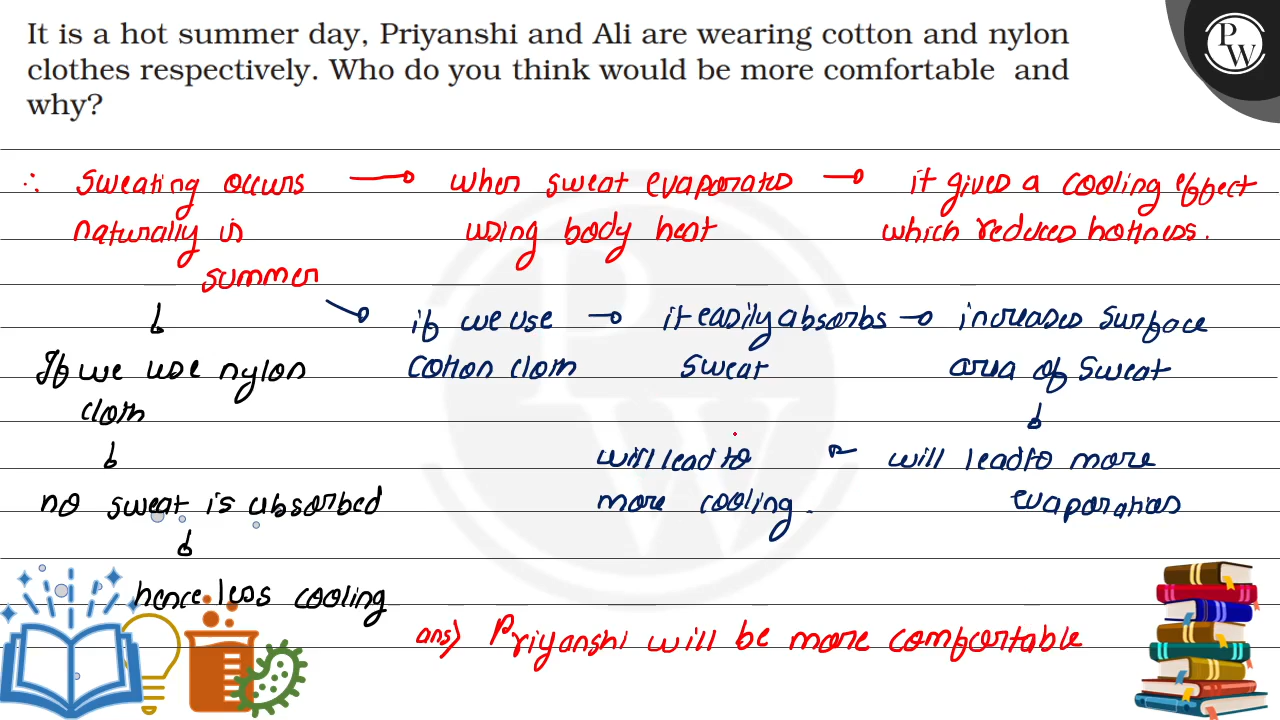 It is a hot summer day, Priyanshi and Ali are wearing cotton and nylon
clothes respectively. Who do you think would be more comfortable and
why?
PW
∴ Sweating occurs → when sweat evaporates → it gives a cooling effect
naturally in using body heat which reduces hotness.
summer
if we use → it easily absorbs → increases surface
If we use nylon cotton cloth sweat area of sweat
cloth
will lead to ← will lead to more
no sweat is absorbed more cooling. evaporation
hence less cooling
ans) Priyanshi will be more comfortable